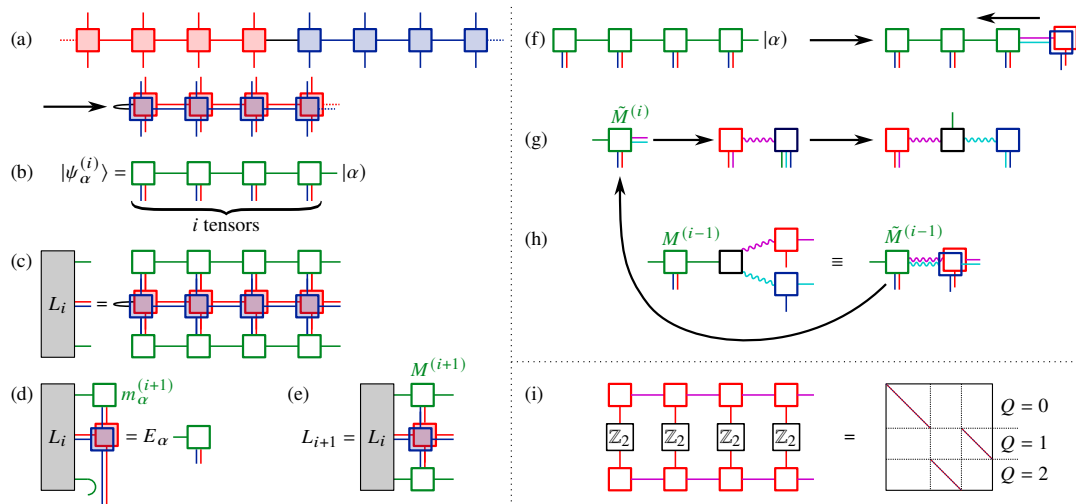 (a)
(b) |ψ_α^(i)⟩ = |α)
i tensors
(c)
L_i =
(d) m_α^(i+1)
L_i = E_α
(e) M^(i+1)
L_{i+1} = L_i
(f) |α)
(g) M̃^(i)
(h) M^(i−1) ≡ M̃^(i−1)
(i) ℤ₂ ℤ₂ ℤ₂ ℤ₂ =
Q = 0
Q = 1
Q = 2